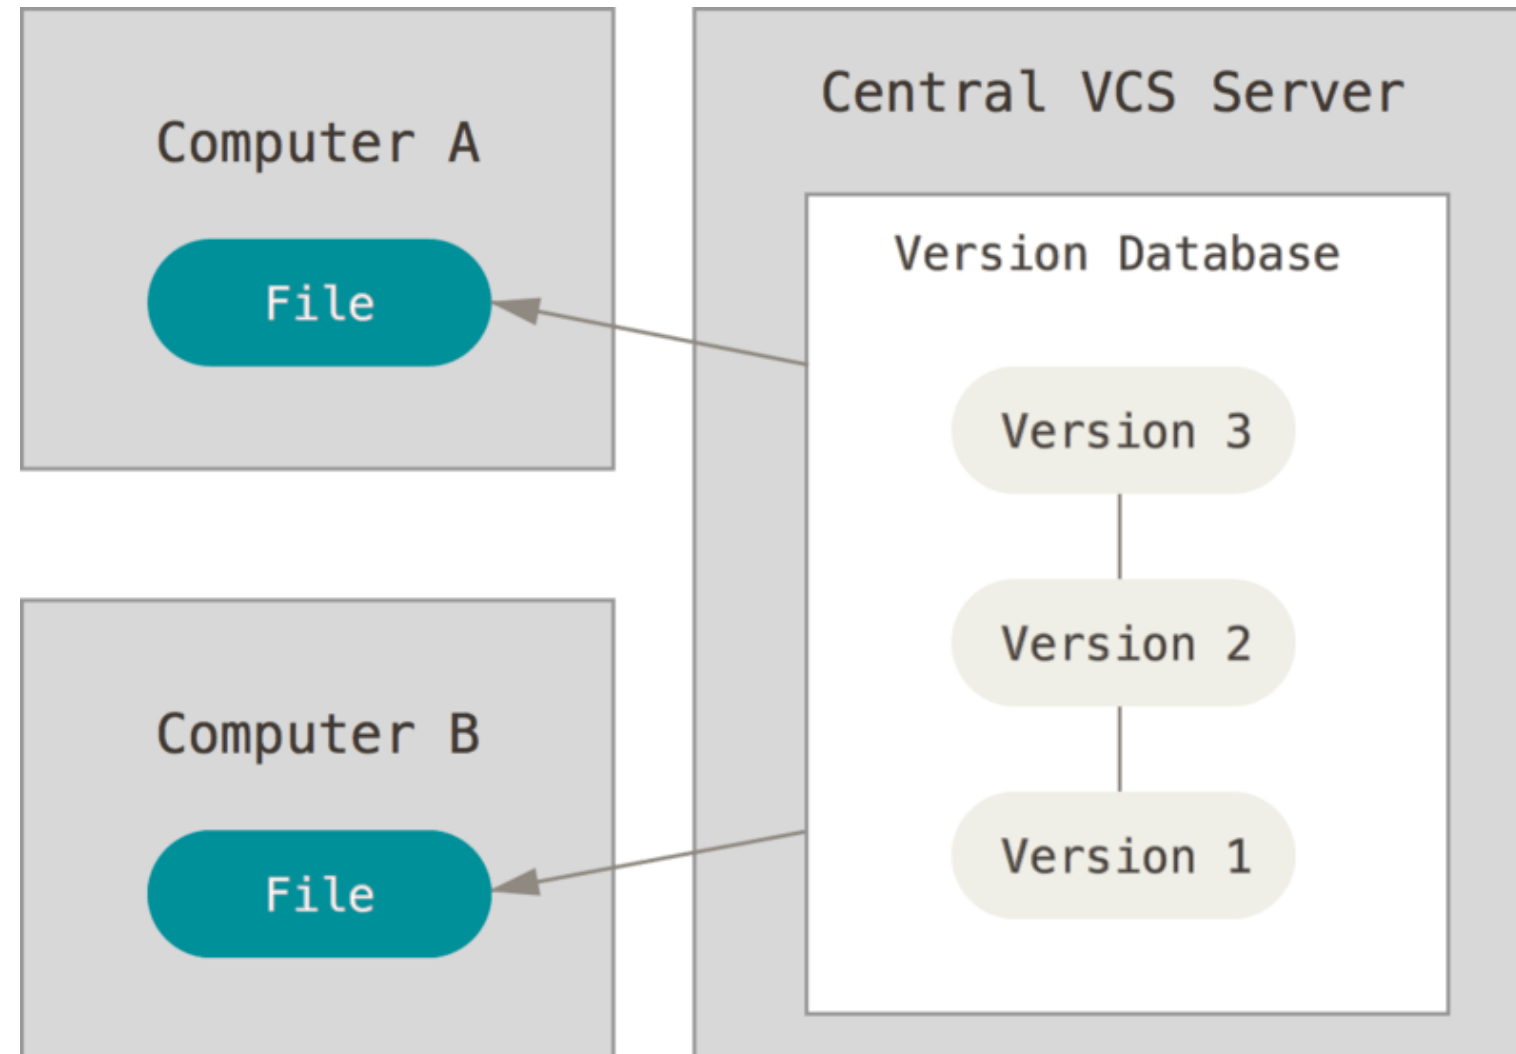 Computer A
File
Computer B
File
Central VCS Server
Version Database
Version 3
Version 2
Version 1